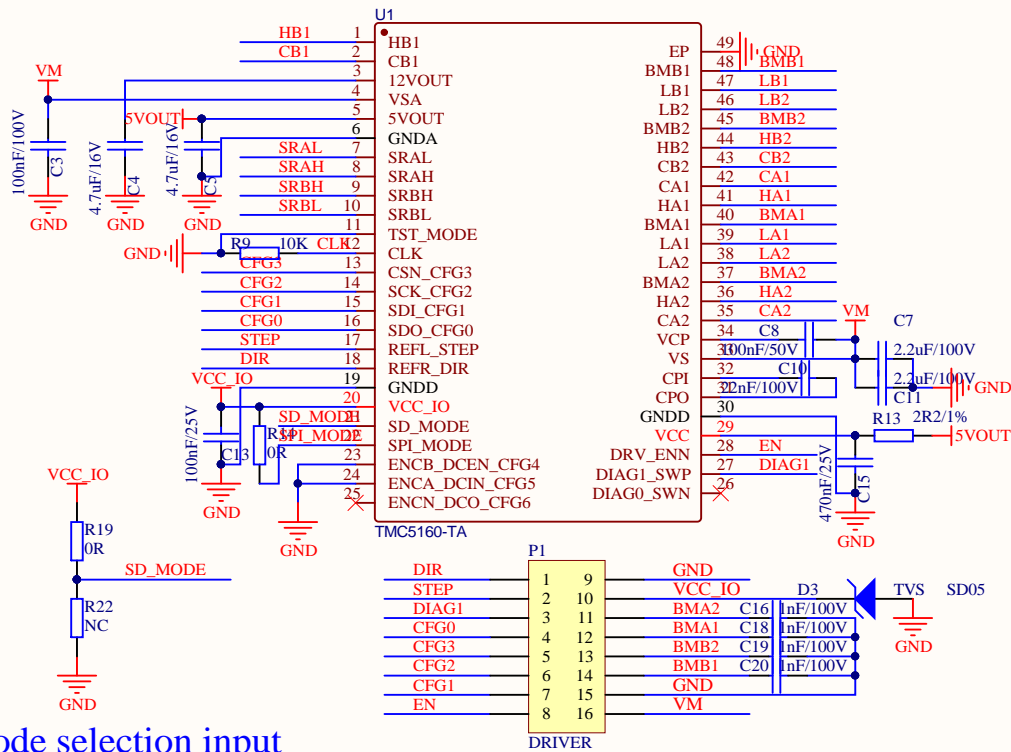 U1
HB1 1 HB1
CB1 2 CB1
3 12VOUT
VM 4 VSA
5VOUT 5 5VOUT
6 GNDA
SRAL 7 SRAL
SRAH 8 SRAH
SRBH 9 SRBH
SRBL 10 SRBL
11 TST_MODE
GND R9 10K CLK 12 CLK
CFG3 13 CSN_CFG3
CFG2 14 SCK_CFG2
CFG1 15 SDI_CFG1
CFG0 16 SDO_CFG0
STEP 17 REFL_STEP
DIR 18 REFR_DIR
19 GNDD
VCC_IO 20 VCC_IO
SD_MODE 21 SD_MODE
SPI_MODE 22 SPI_MODE
23 ENCB_DCEN_CFG4
24 ENCA_DCIN_CFG5
25 ENCN_DCO_CFG6
TMC5160-TA
100nF/100V C3
GND
4.7uF/16V C4
GND
4.7uF/16V C5
GND
100nF/25V C13
0R
GND
GND
EP 49 GND
BMB1 48 BMB1
LB1 47 LB1
LB2 46 LB2
BMB2 45 BMB2
HB2 44 HB2
CB2 43 CB2
CA1 42 CA1
HA1 41 HA1
BMA1 40 BMA1
LA1 39 LA1
LA2 38 LA2
BMA2 37 BMA2
HA2 36 HA2
CA2 35 CA2
VCP 34 C8 VM C7
VS 33 100nF/50V 2.2uF/100V
CPI 32 C10 2.2uF/100V GND
CPO 31 22nF/100V C11
GNDD 30
VCC 29 R13 2R2/1% 5VOUT
DRV_ENN 28 EN
DIAG1_SWP 27 DIAG1
DIAG0_SWN 26
470nF/25V C15
GND
VCC_IO
R19
0R
SD_MODE
R22
NC
GND
P1
DIR 1 9 GND
STEP 2 10 VCC_IO D3 TVS SD05
DIAG1 3 11 BMA2 C16 1nF/100V
CFG0 4 12 BMA1 C18 1nF/100V
CFG3 5 13 BMB2 C19 1nF/100V
CFG2 6 14 BMB1 C20 1nF/100V
CFG1 7 15 GND
EN 8 16 VM
GND
DRIVER
ode selection input